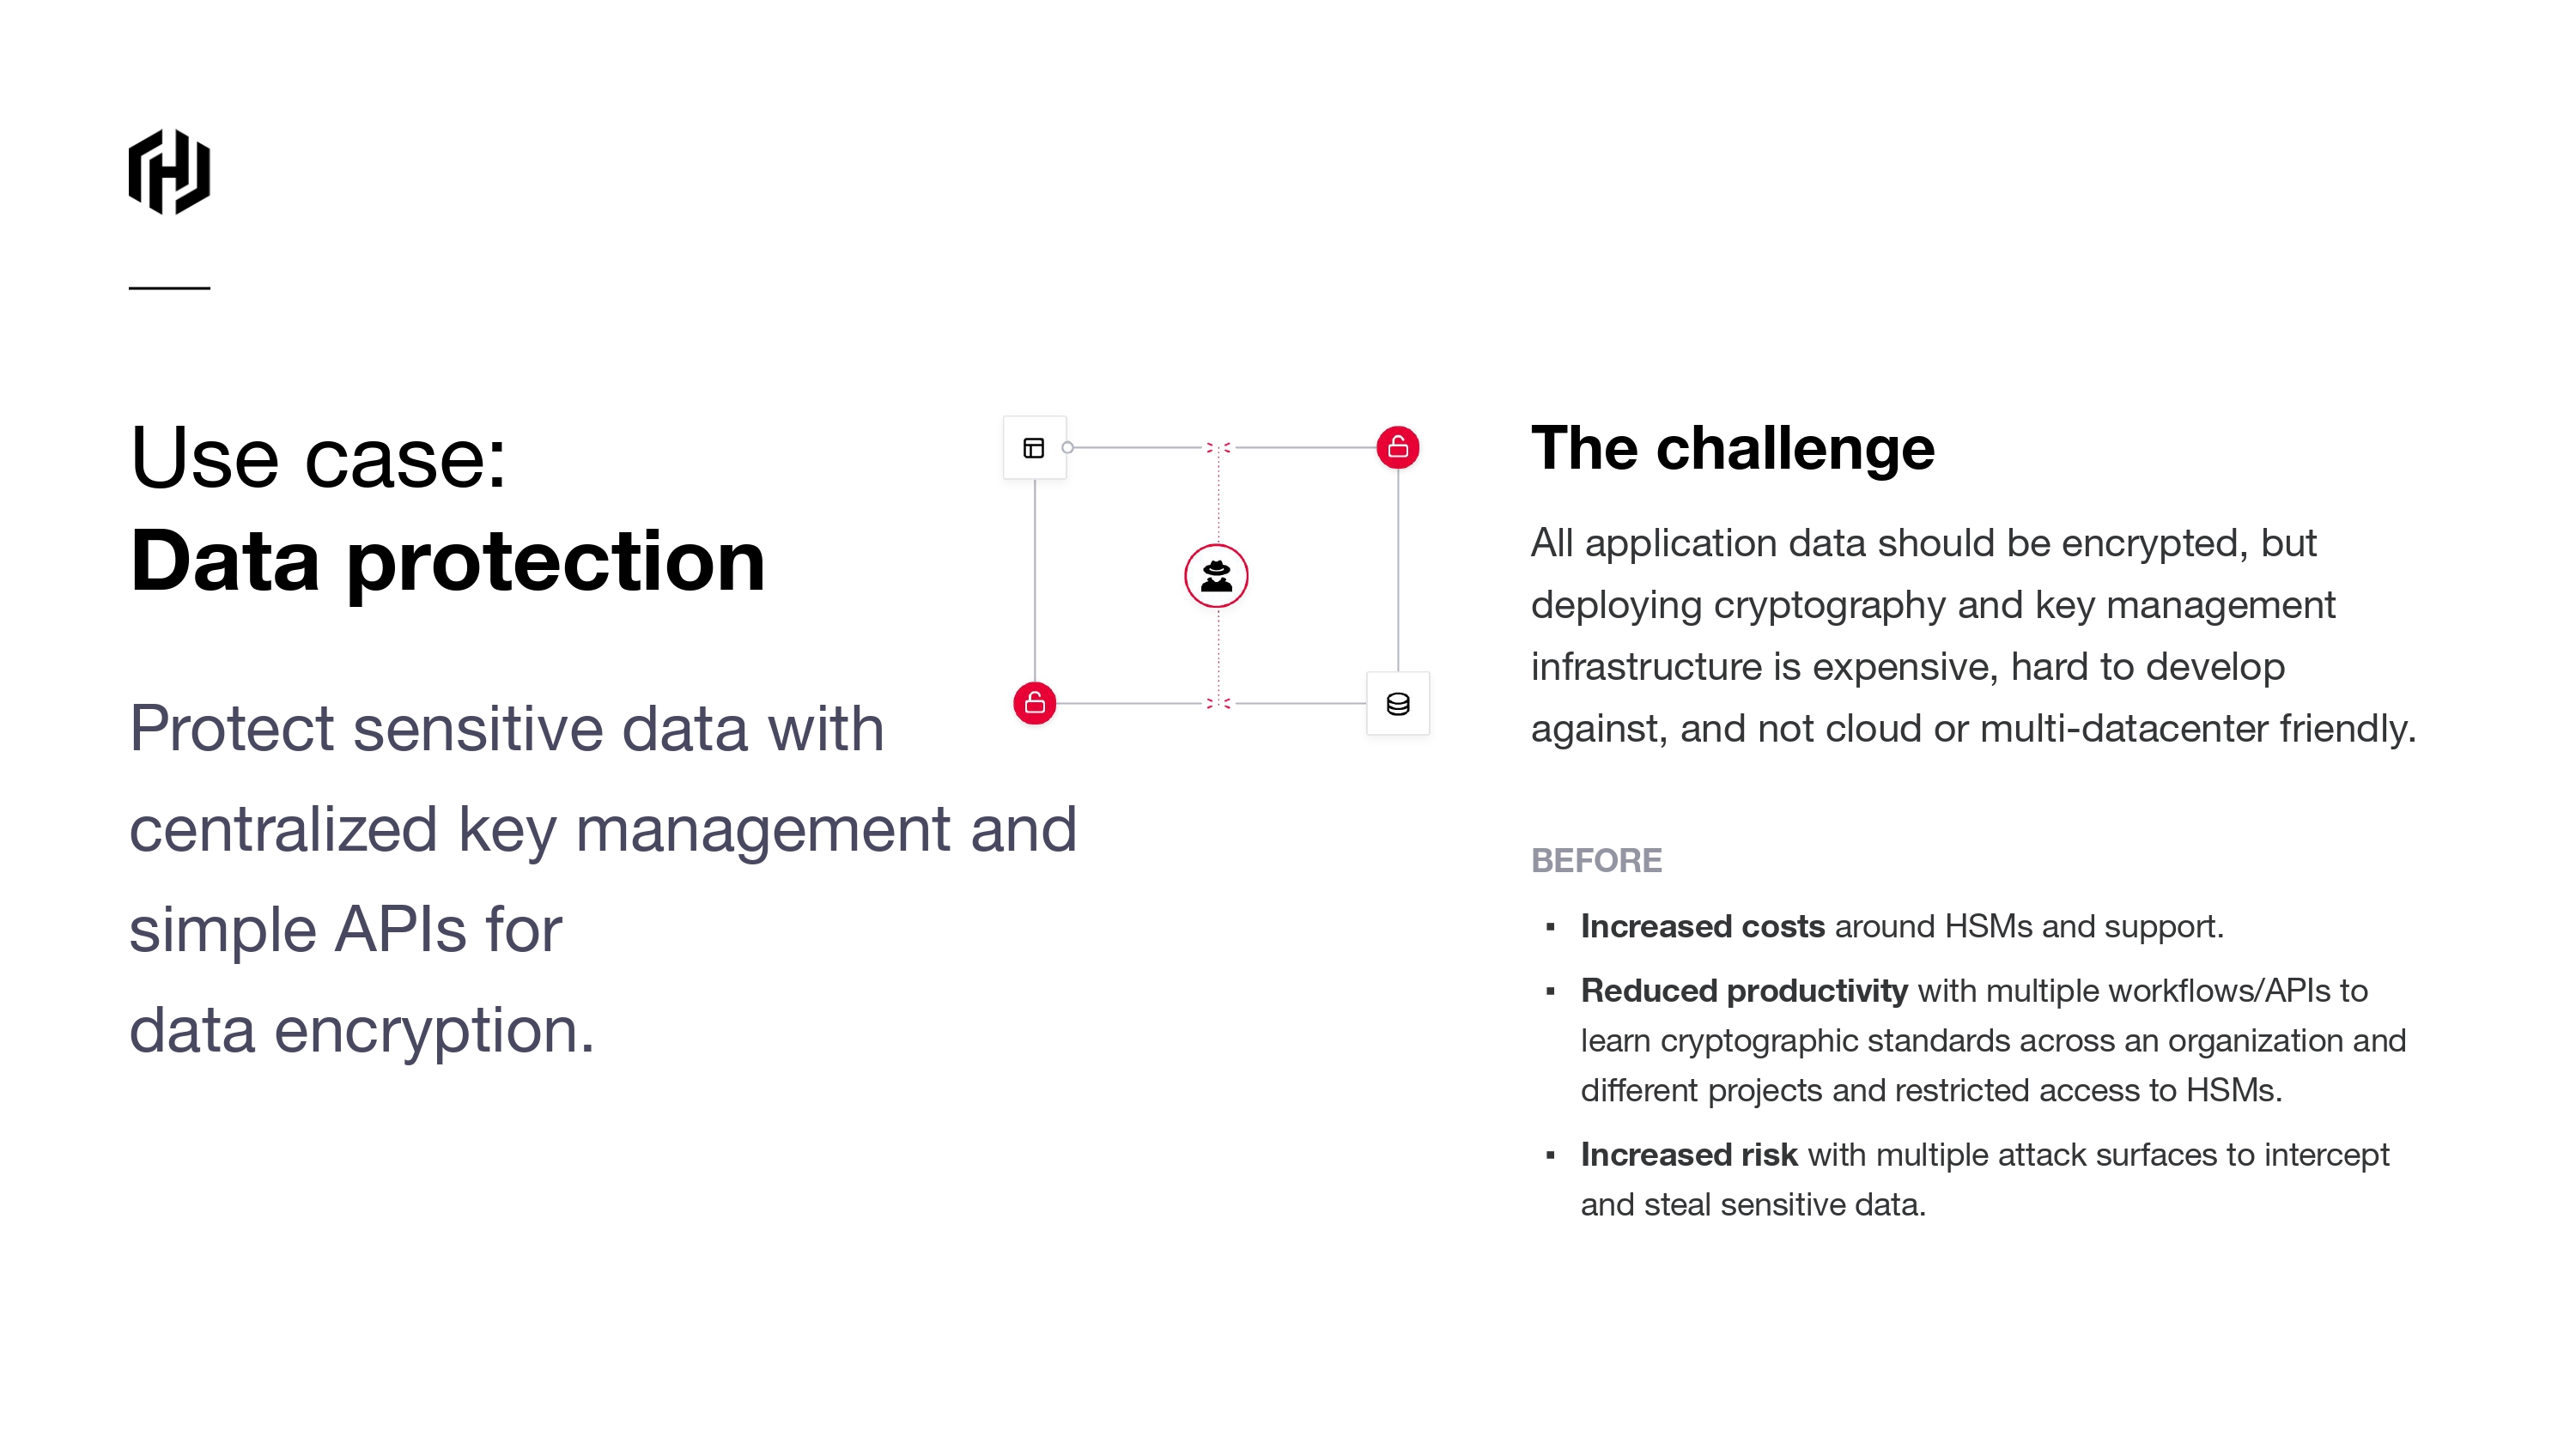 Use case:
Data protection
Protect sensitive data with
centralized key management and
simple APIs for
data encryption.
The challenge
All application data should be encrypted, but
deploying cryptography and key management
infrastructure is expensive, hard to develop
against, and not cloud or multi-datacenter friendly.
BEFORE
▪ Increased costs around HSMs and support.
▪ Reduced productivity with multiple workflows/APIs to
learn cryptographic standards across an organization and
different projects and restricted access to HSMs.
▪ Increased risk with multiple attack surfaces to intercept
and steal sensitive data.